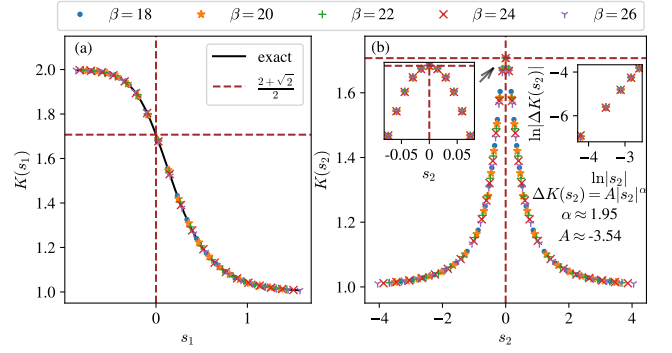 β = 18 β = 20 β = 22 β = 24 β = 26
(a)
exact
2+√2/2
K(s₁)
2.0
1.8
1.6
1.4
1.2
1.0
0
1
s₁
(b)
K(s₂)
1.6
1.4
1.2
1.0
−4 −2 0 2 4
s₂
−0.05 0.00 0.05
s₂
ln|ΔK(s₂)|
−4
−6
−4 −3
ln|s₂|
ΔK(s₂) = A|s₂|^α
α ≈ 1.95
A ≈ -3.54